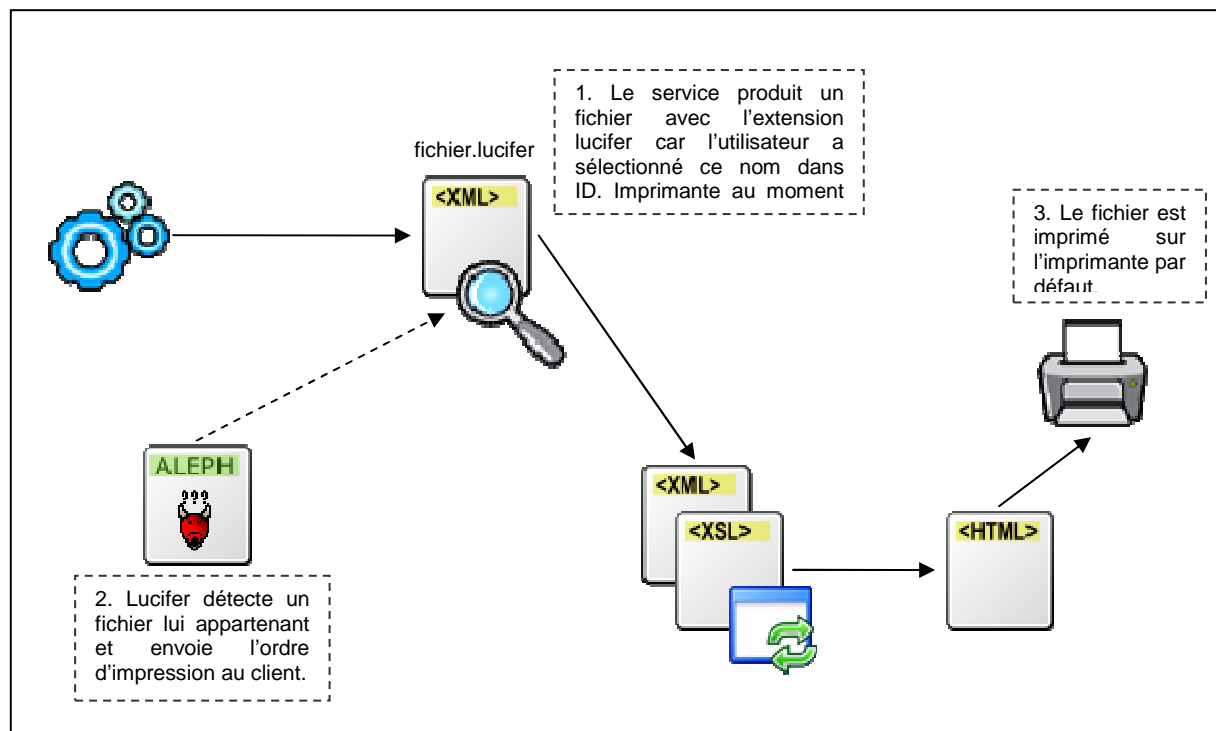 1. Le service produit un
fichier avec l'extension
lucifer car l'utilisateur a
sélectionné ce nom dans
ID. Imprimante au moment
fichier.lucifer
<XML>
3. Le fichier est
imprimé sur
l'imprimante par
défaut.
ALEPH
2. Lucifer détecte un
fichier lui appartenant
et envoie l'ordre
d'impression au client.
<XML>
<XSL>
<HTML>